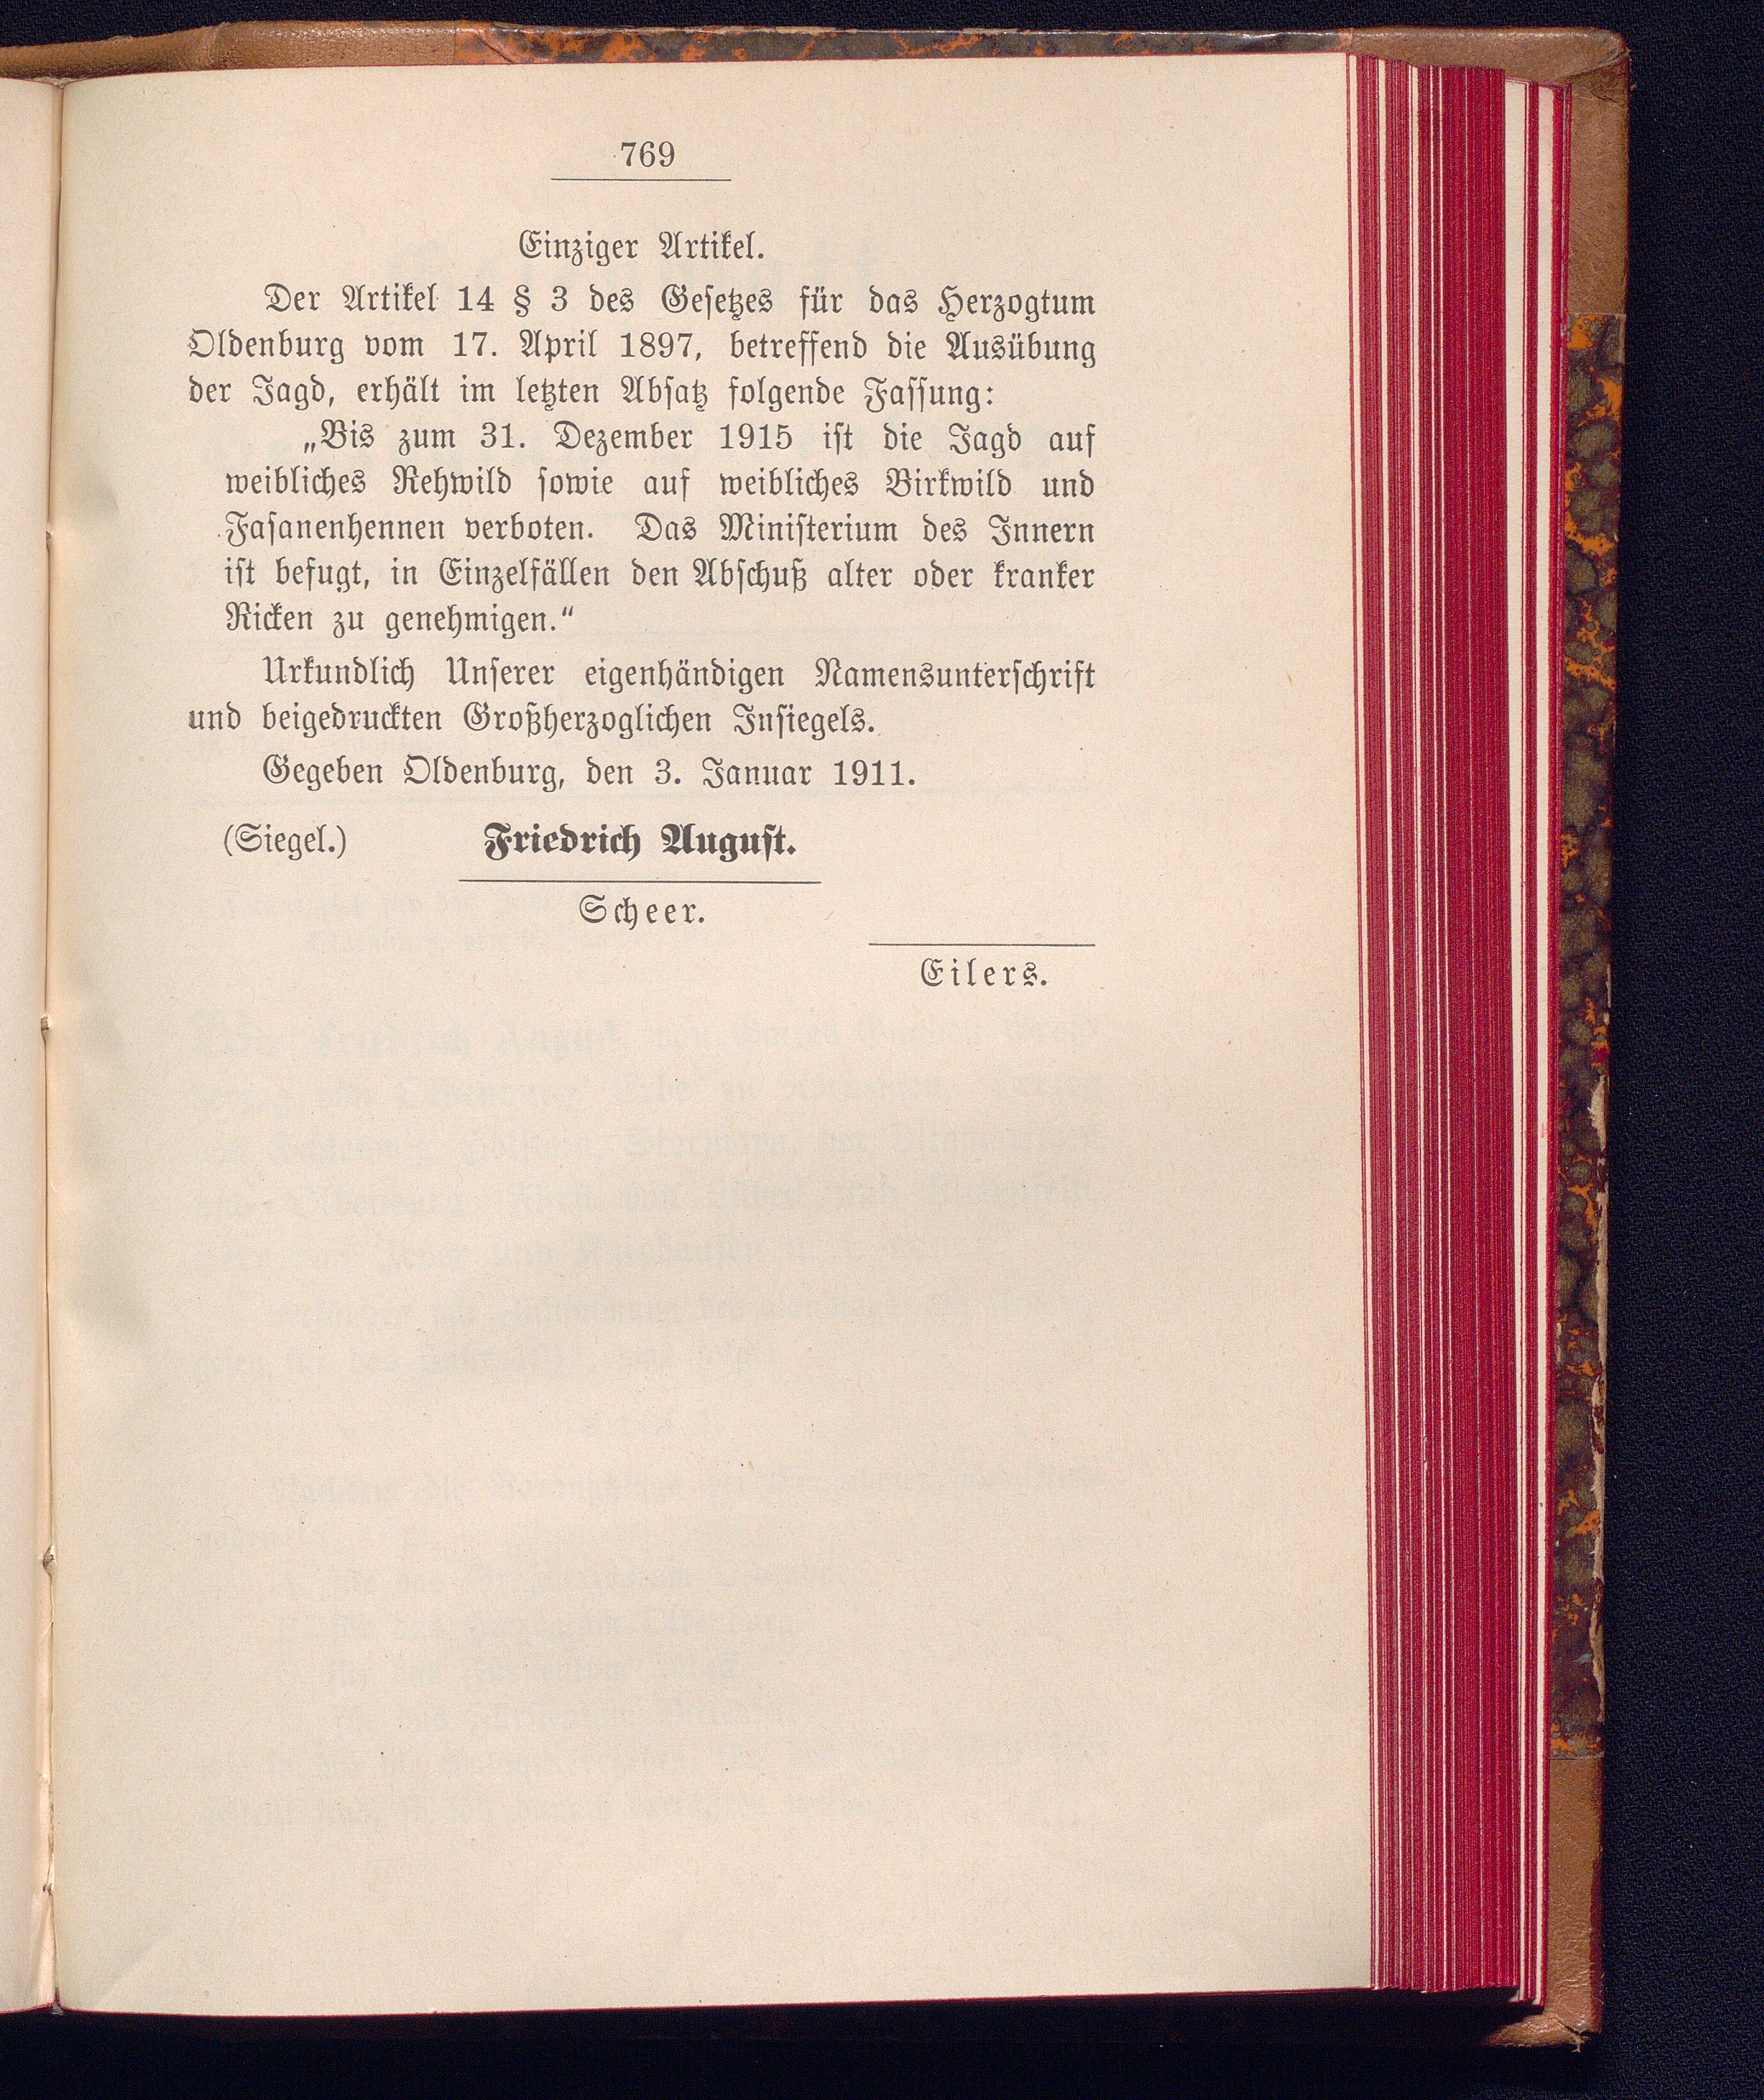 769
Einziger Artikel.
Der Artikel 14 § 3 des Gesetzes für das Herzogtum
Oldenburg vom 17. April 1897, betreffend die Ausübung
der Jagd, erhält im letzten Absatz folgende Fassung:
„Bis zum 31. Dezember 1915 ist die Jagd auf
weibliches Rehwild sowie auf weibliches Birkwild und
Fasanenhennen verboten. Das Ministerium des Innern
ist befugt, in Einzelfällen den Abschuß alter oder kranker
Ricken zu genehmigen.“
Urkundlich Unserer eigenhändigen Namensunterschrift
und beigedruckten Großherzoglichen Insiegels.
Gegeben Oldenburg, den 3. Januar 1911.
(Siegel.) Friedrich August.
Scheer.
Eilers.